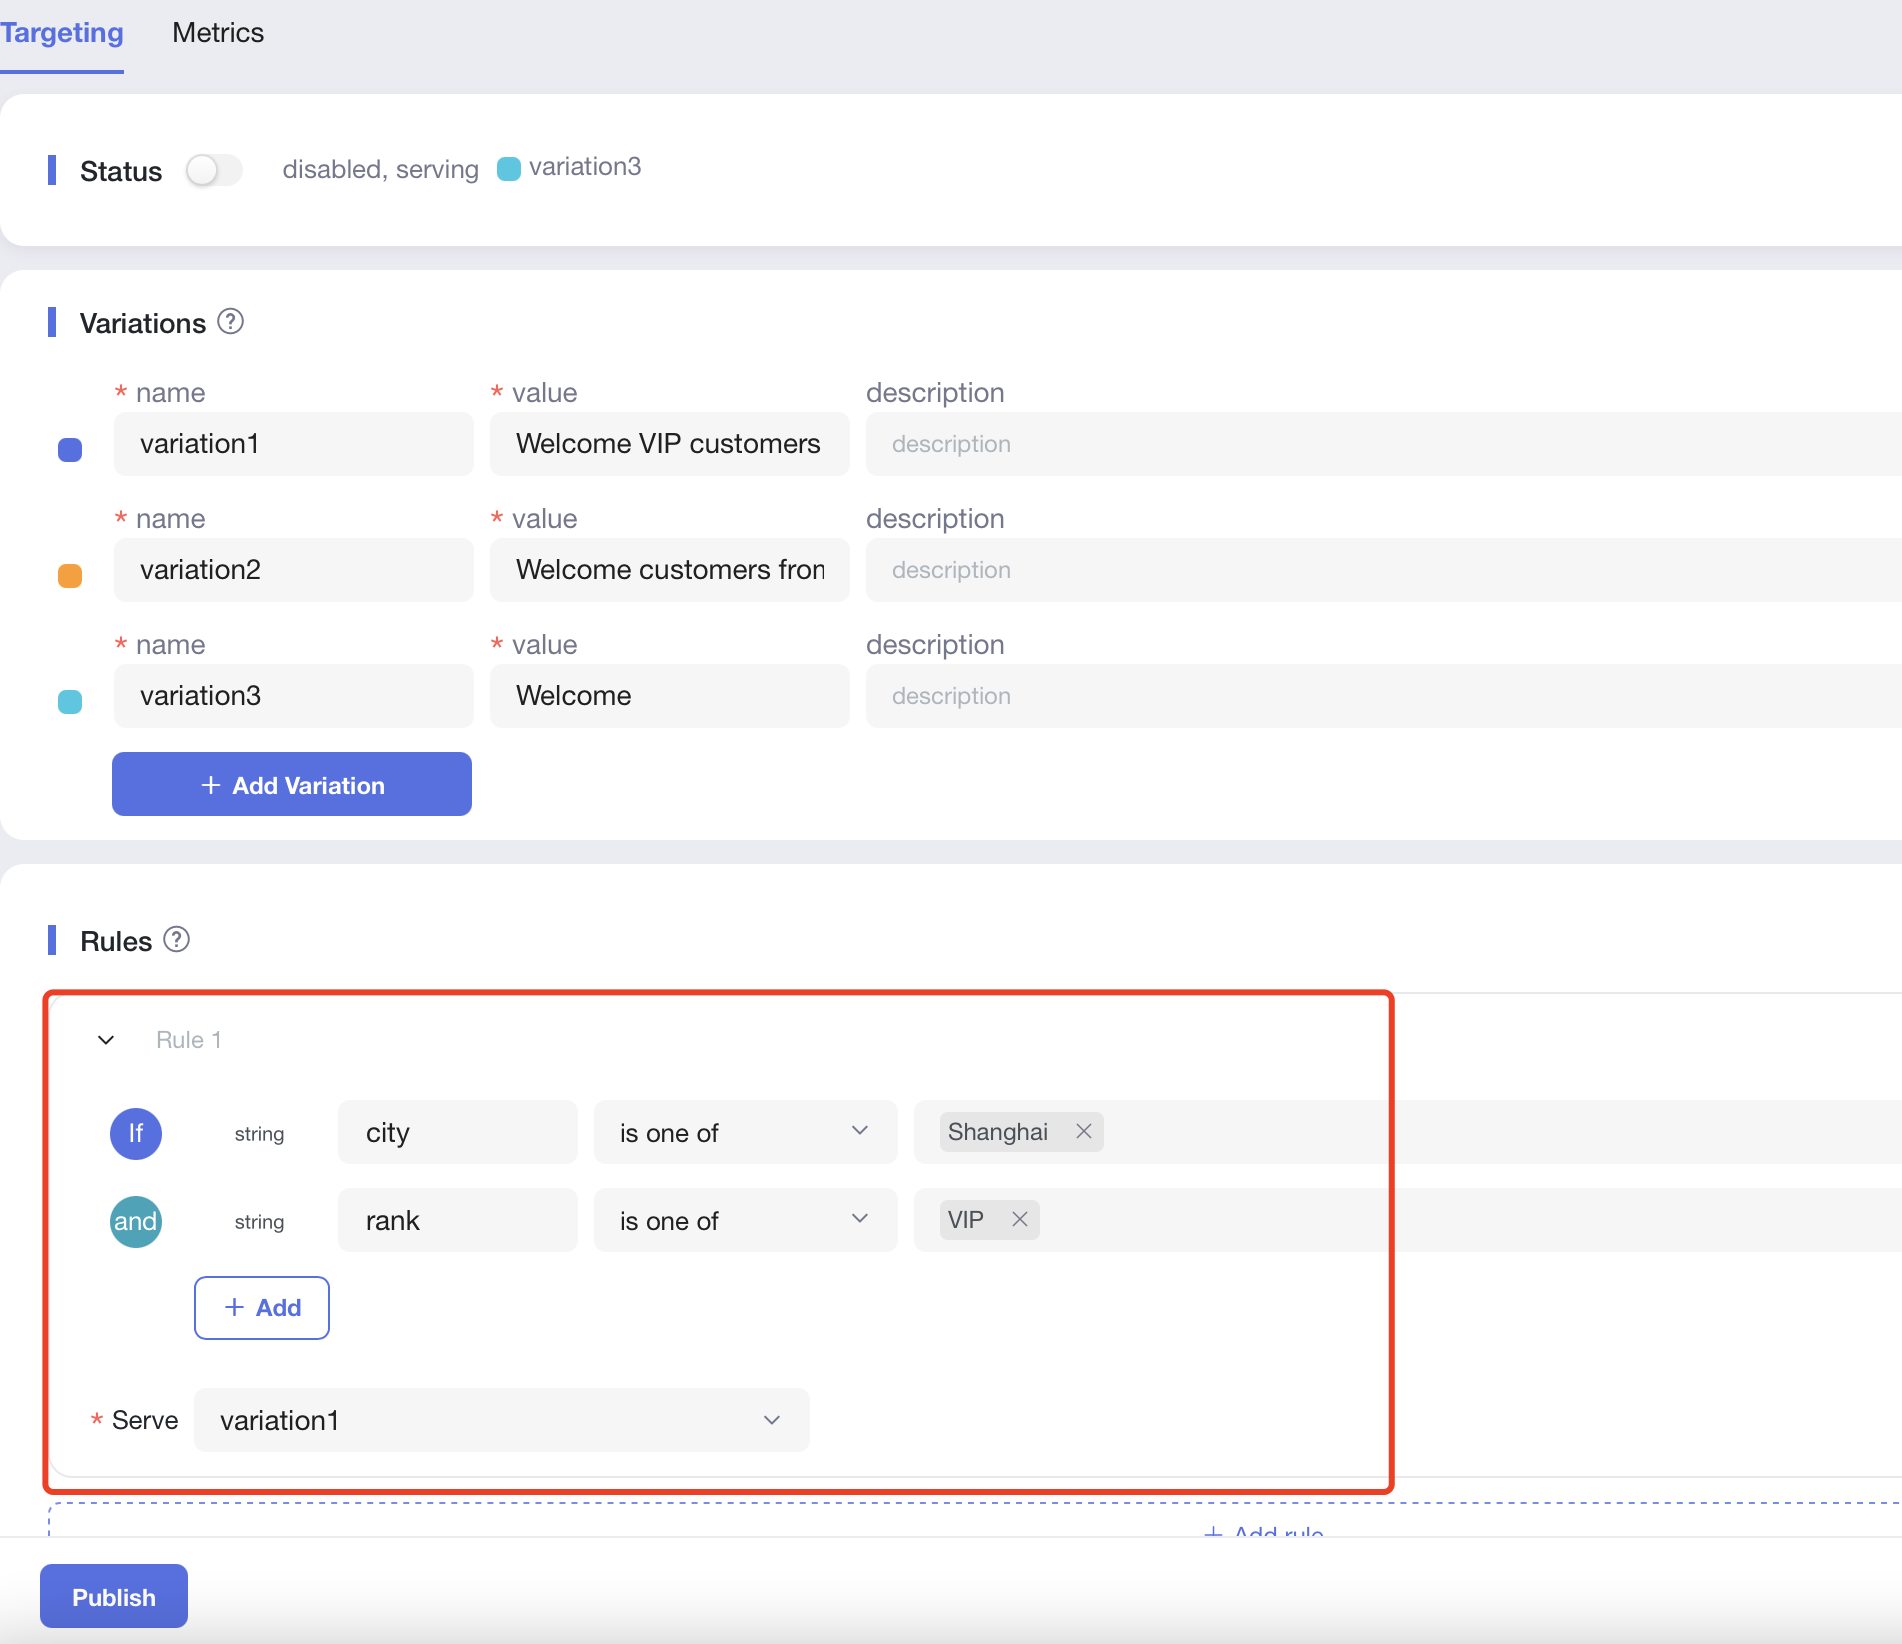 Targeting Metrics
Status disabled, serving variation3
Variations ?
* name * value description
variation1 Welcome VIP customers description
* name * value description
variation2 Welcome customers description
* name * value description
variation3 Welcome description
+ Add Variation
Rules ?
Rule 1
If string city is one of Shanghai ×
and string rank is one of VIP ×
+ Add
* Serve variation1
+ Add rule
Publish